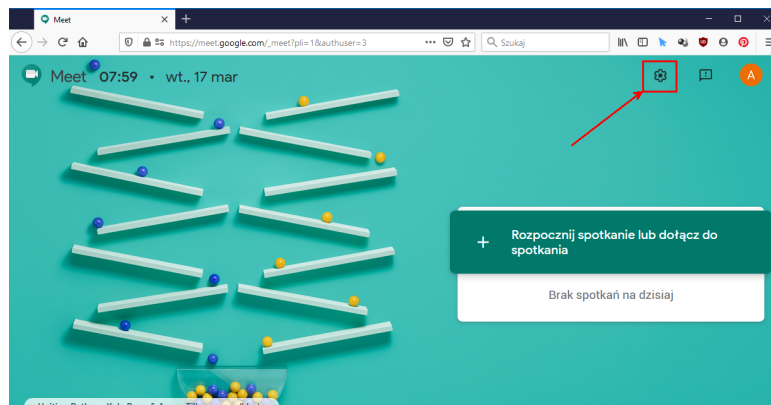 Meet
https://meet.google.com/_meet?pli=1&authuser=3
Szukaj
Meet 07:59 • wt., 17 mar
A
Rozpocznij spotkanie lub dołącz do
spotkania
Brak spotkań na dzisiaj